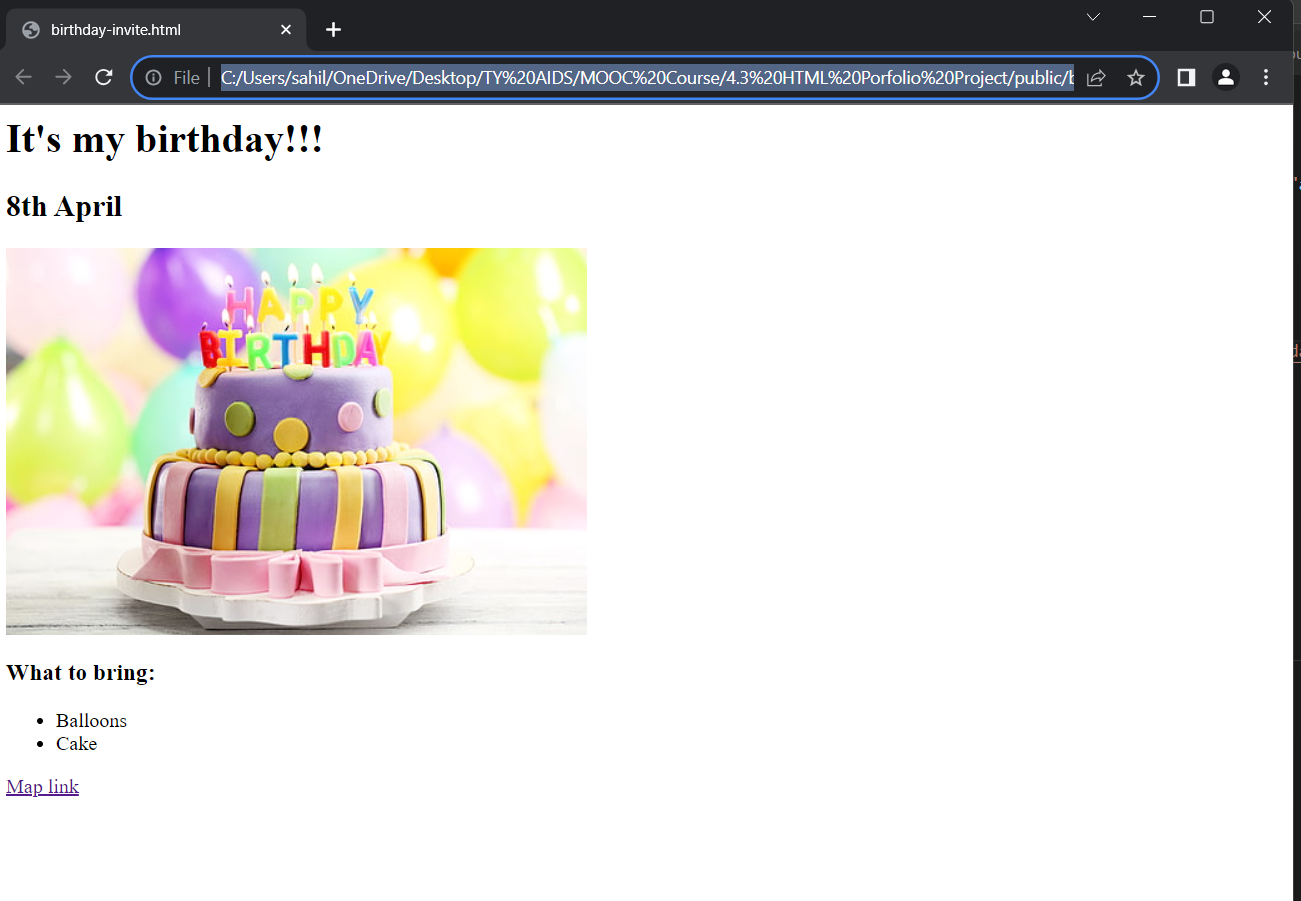 birthday-invite.html
File C:/Users/sahil/OneDrive/Desktop/TY%20AIDS/MOOC%20Course/4.3%20HTML%20Porfolio%20Project/public/b
It's my birthday!!!
8th April
HAPPY
BIRTHDAY
What to bring:
Balloons
Cake
Map link